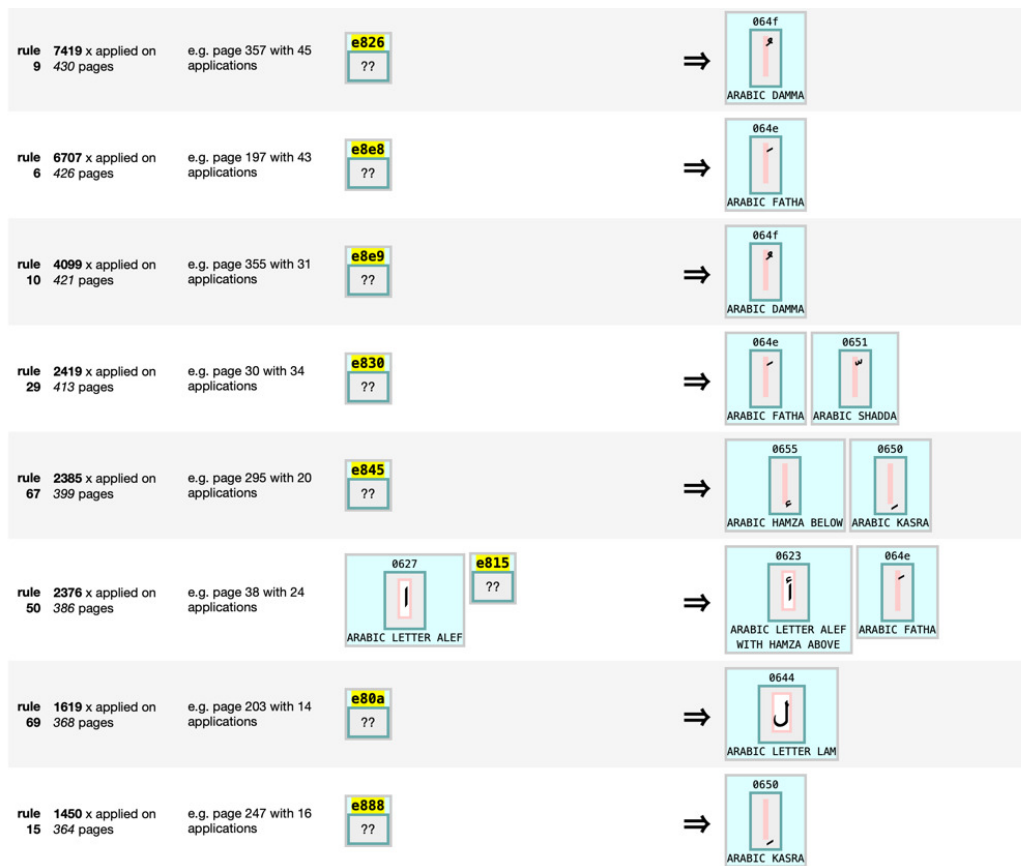 rule 9 7419 x applied on 430 pages e.g. page 357 with 45 applications e826 ?? ⇒ 064f ARABIC DAMMA
rule 6 6707 x applied on 426 pages e.g. page 197 with 43 applications e8e8 ?? ⇒ 064e ARABIC FATHA
rule 10 4099 x applied on 421 pages e.g. page 355 with 31 applications e8e9 ?? ⇒ 064f ARABIC DAMMA
rule 29 2419 x applied on 413 pages e.g. page 30 with 34 applications e830 ?? ⇒ 064e ARABIC FATHA 0651 ARABIC SHADDA
rule 67 2385 x applied on 399 pages e.g. page 295 with 20 applications e845 ?? ⇒ 0655 ARABIC HAMZA BELOW 0650 ARABIC KASRA
rule 50 2376 x applied on 386 pages e.g. page 38 with 24 applications 0627 ا ARABIC LETTER ALEF e815 ?? ⇒ 0623 أ ARABIC LETTER ALEF WITH HAMZA ABOVE 064e ARABIC FATHA
rule 69 1619 x applied on 368 pages e.g. page 203 with 14 applications e80a ?? ⇒ 0644 ل ARABIC LETTER LAM
rule 15 1450 x applied on 364 pages e.g. page 247 with 16 applications e888 ?? ⇒ 0650 ARABIC KASRA